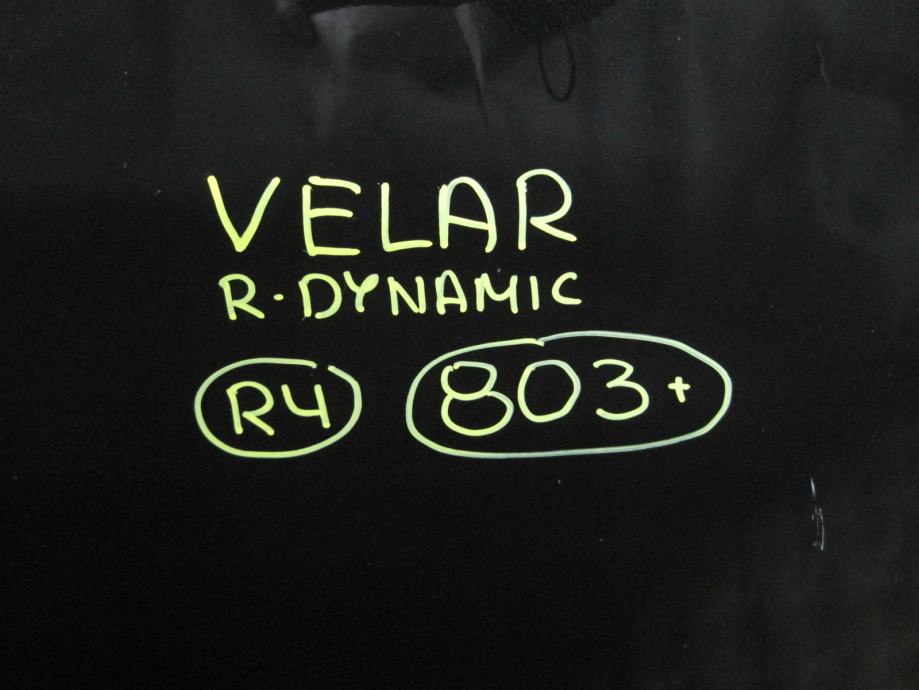 VELAR
R-DYNAMIC
R4 803+